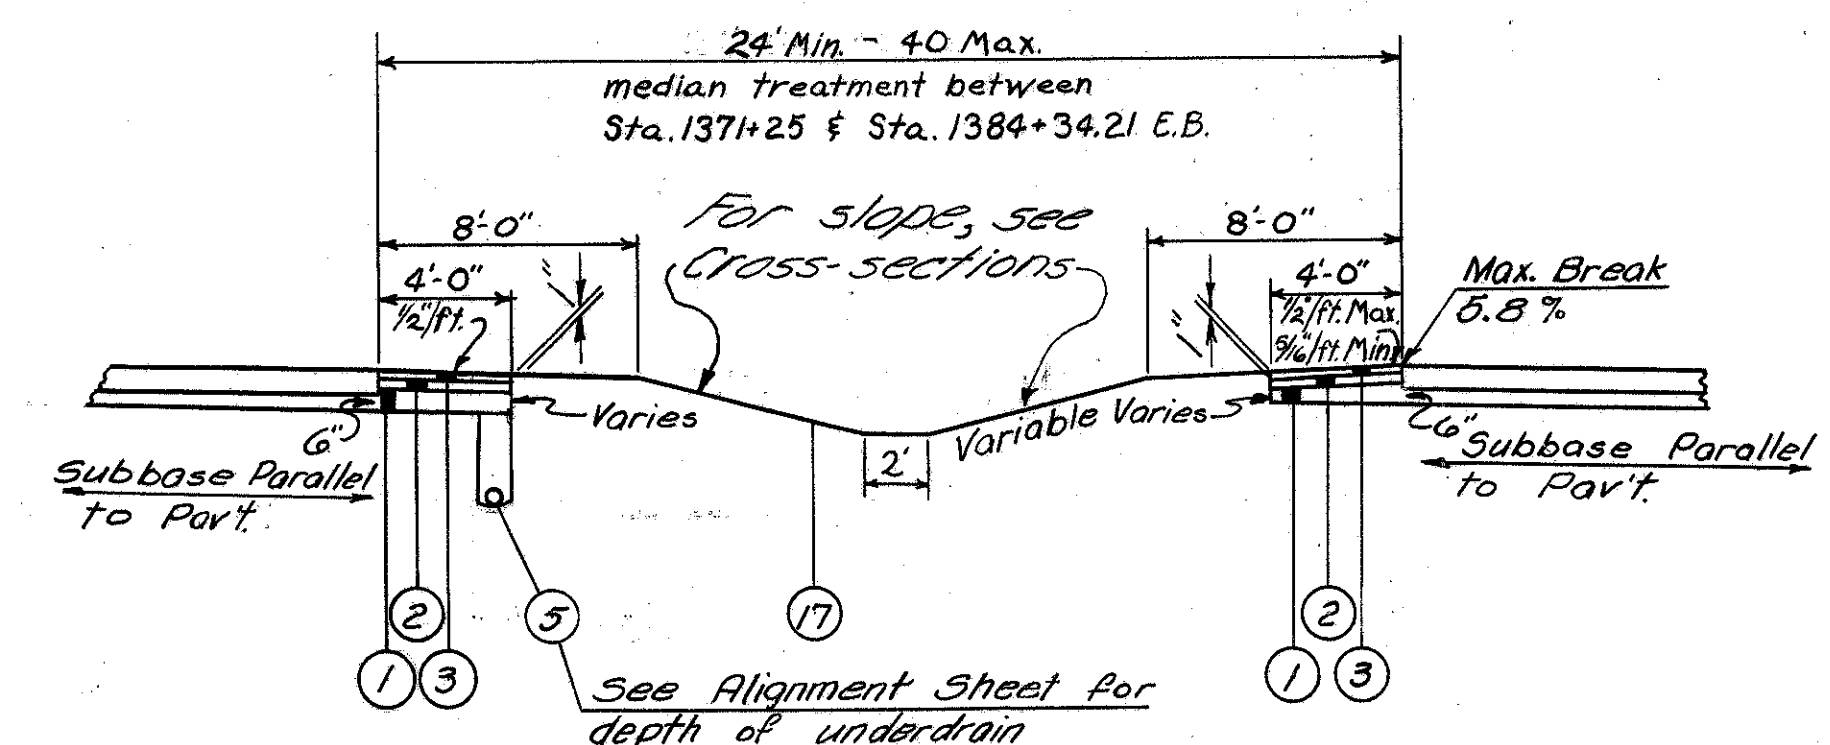 24' Min. - 40 Max.
median treatment between
Sta. 1371+25 & Sta. 1384+34.21 E.B.
For slope, see
Cross-sections
8'-0"
8'-0"
4'-0"
4'-0"
1/2"/ft.
1"
1"
1/2"/ft. Max.
5/16"/ft. Min.
Max. Break
5.8 %
6"
Varies
Variable
Varies
6"
2'
Subbase Parallel
to Pav't.
Subbase Parallel
to Pav't.
2
5
17
2
1
3
1
3
See Alignment Sheet for
depth of underdrain